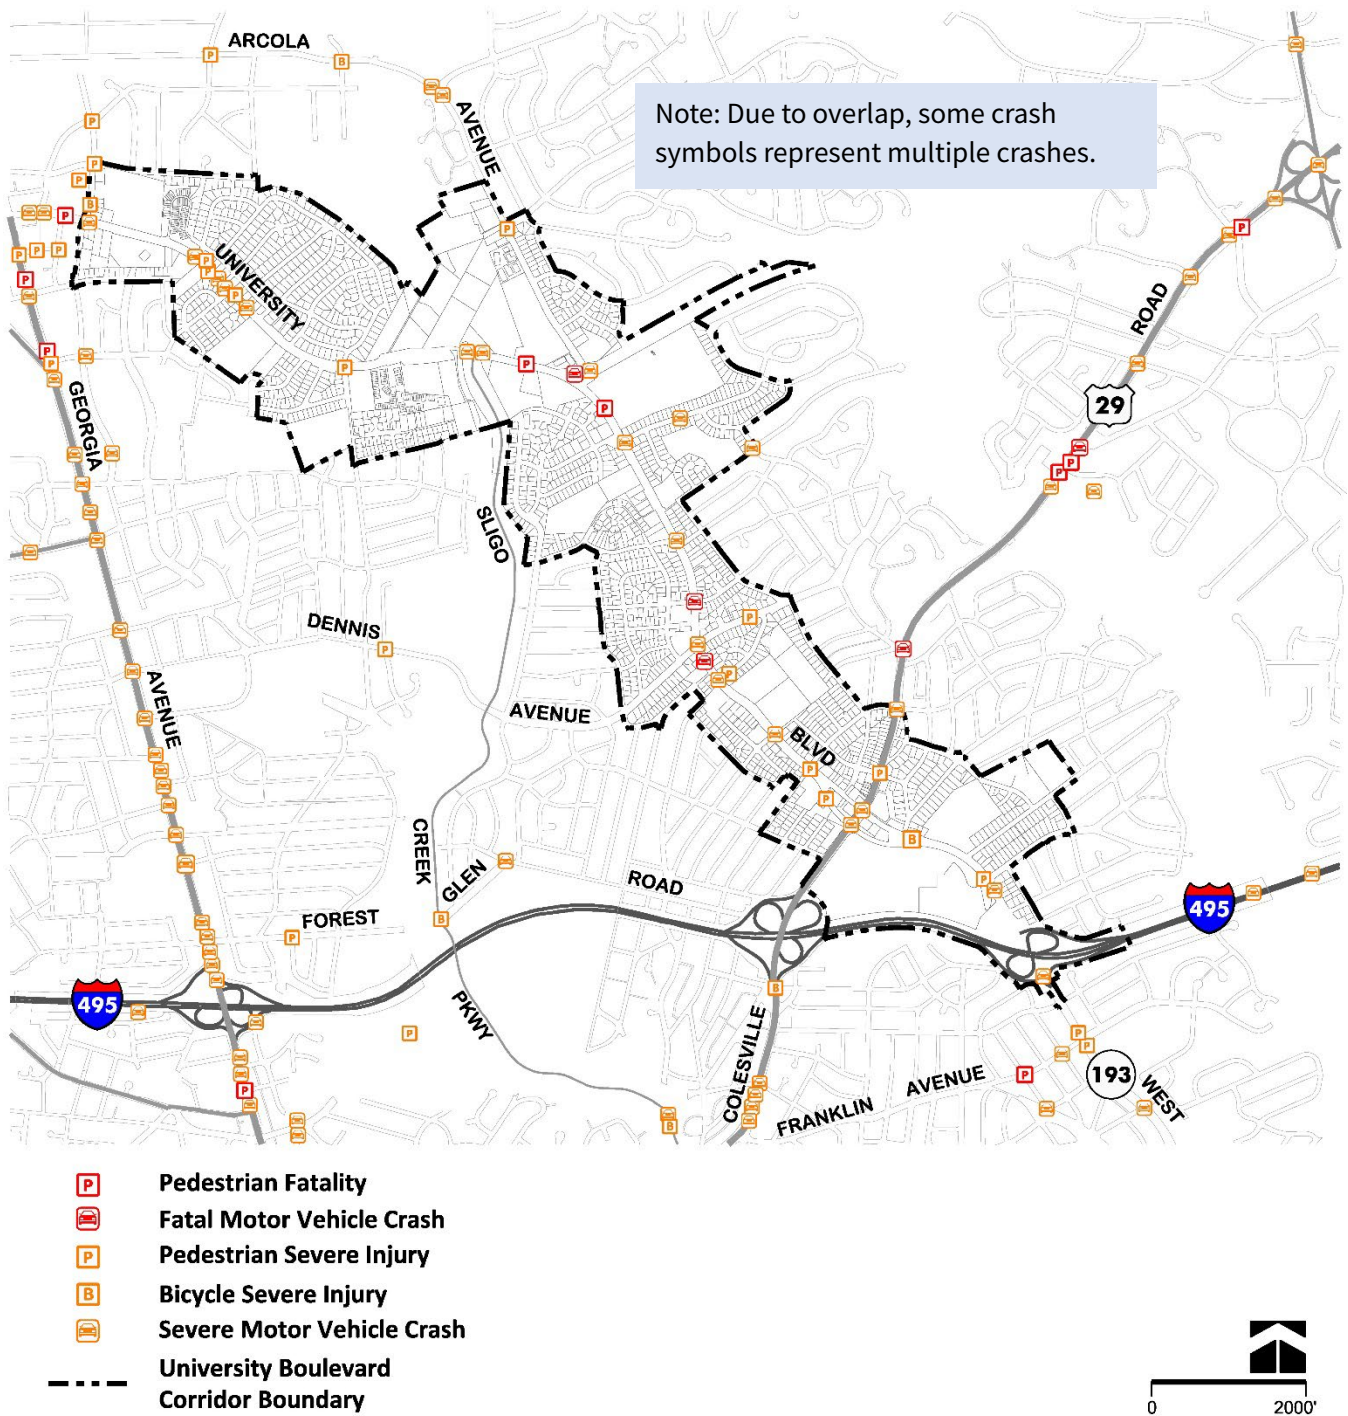 ARCOLA
AVENUE
Note: Due to overlap, some crash
symbols represent multiple crashes.
UNIVERSITY
ROAD
29
GEORGIA
SLIGO
DENNIS
AVENUE
AVENUE
BLVD
CREEK
GLEN
ROAD
FOREST
495
495
PKWY
COLESVILLE
FRANKLIN
AVENUE
193
WEST
P Pedestrian Fatality
Fatal Motor Vehicle Crash
P Pedestrian Severe Injury
B Bicycle Severe Injury
Severe Motor Vehicle Crash
University Boulevard
Corridor Boundary
0 2000'